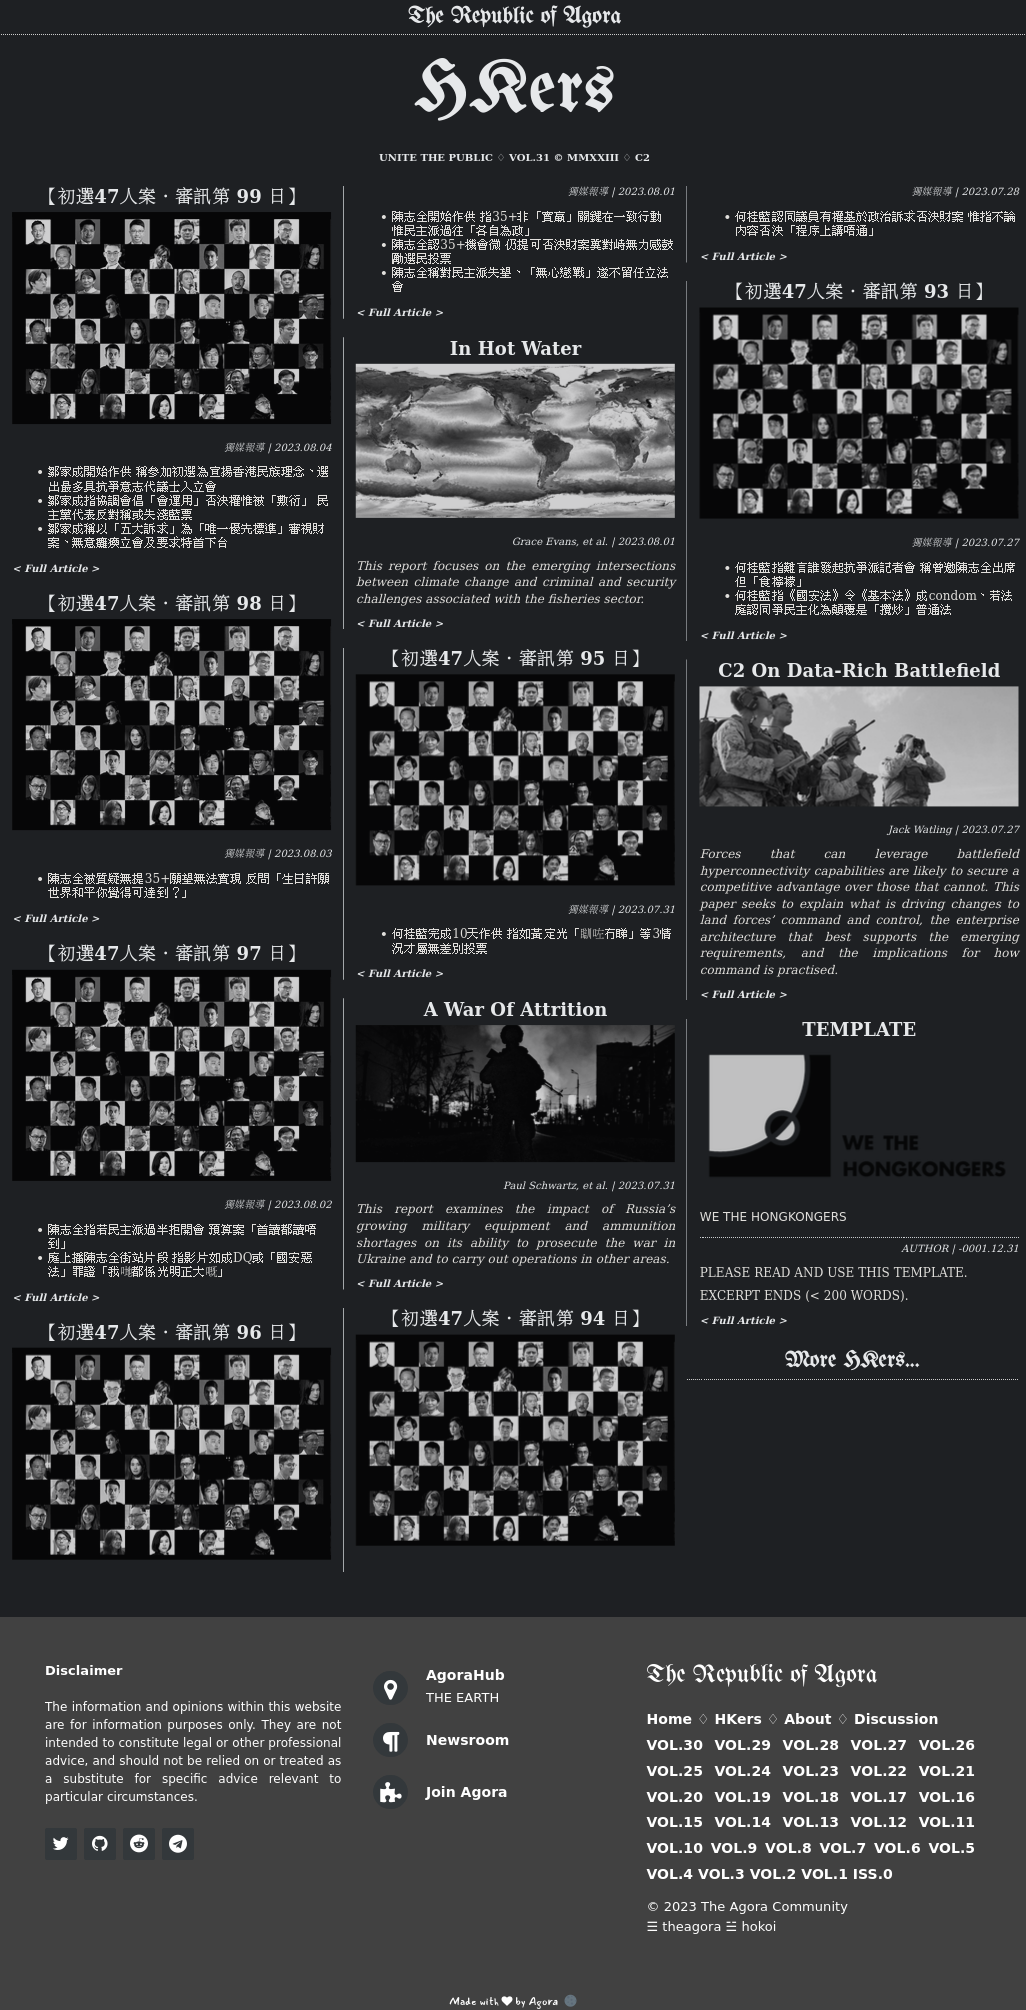 The Republic of Agora
HKers
UNITE THE PUBLIC ♢ VOL.31 © MMXXIII ♢ C2
【初選47人案・審訊第 99 日】
獨媒報導 | 2023.08.04
• 鄒家成開始作供 稱參加初選為宣揚香港民族理念、選
出最多具抗爭意志代議士入立會
• 鄒家成指協調會倡「會運用」否決權惟被「敷衍」 民
主黨代表反對稱或失淺藍票
• 鄒家成稱以「五大訴求」為「唯一優先標準」審視財
案、無意癱瘓立會及要求特首下台
< Full Article >
【初選47人案・審訊第 98 日】
獨媒報導 | 2023.08.03
• 陳志全被質疑無提35+願望無法實現 反問「生日許願
世界和平你覺得可達到？」
< Full Article >
【初選47人案・審訊第 97 日】
獨媒報導 | 2023.08.02
• 陳志全指若民主派過半拒開會 預算案「首讀都讀唔
到」
• 庭上播陳志全街站片段 指影片如成DQ或「國安惡
法」罪證「我哋都係光明正大嘅」
< Full Article >
【初選47人案・審訊第 96 日】
獨媒報導 | 2023.08.01
• 陳志全開始作供 指35+非「實贏」關鍵在一致行動
惟民主派過往「各自為政」
• 陳志全認35+機會微 仍提可否決財案冀對峙無力感鼓
勵選民投票
• 陳志全稱對民主派失望、「無心戀戰」遂不留任立法
會
< Full Article >
In Hot Water
Grace Evans, et al. | 2023.08.01
This report focuses on the emerging intersections
between climate change and criminal and security
challenges associated with the fisheries sector.
< Full Article >
【初選47人案・審訊第 95 日】
獨媒報導 | 2023.07.31
• 何桂藍完成10天作供 指如黃定光「瞓咗冇睇」等3情
況才屬無差別投票
< Full Article >
A War Of Attrition
Paul Schwartz, et al. | 2023.07.31
This report examines the impact of Russia’s
growing military equipment and ammunition
shortages on its ability to prosecute the war in
Ukraine and to carry out operations in other areas.
< Full Article >
【初選47人案・審訊第 94 日】
獨媒報導 | 2023.07.28
• 何桂藍認同議員有權基於政治訴求否決財案 惟指不論
內容否決「程序上講唔通」
< Full Article >
【初選47人案・審訊第 93 日】
獨媒報導 | 2023.07.27
• 何桂藍指難言誰發起抗爭派記者會 稱曾邀陳志全出席
但「食檸檬」
• 何桂藍指《國安法》令《基本法》成condom、若法
庭認同爭民主化為顛覆是「攬炒」普通法
< Full Article >
C2 On Data-Rich Battlefield
Jack Watling | 2023.07.27
Forces that can leverage battlefield
hyperconnectivity capabilities are likely to secure a
competitive advantage over those that cannot. This
paper seeks to explain what is driving changes to
land forces’ command and control, the enterprise
architecture that best supports the emerging
requirements, and the implications for how
command is practised.
< Full Article >
TEMPLATE
WE THE
HONGKONGERS
WE THE HONGKONGERS
AUTHOR | -0001.12.31
PLEASE READ AND USE THIS TEMPLATE.
EXCERPT ENDS (< 200 WORDS).
< Full Article >
More HKers...
Disclaimer
The information and opinions within this website
are for information purposes only. They are not
intended to constitute legal or other professional
advice, and should not be relied on or treated as
a substitute for specific advice relevant to
particular circumstances.
AgoraHub
THE EARTH
Newsroom
Join Agora
The Republic of Agora
Home ♢ HKers ♢ About ♢ Discussion
VOL.30 VOL.29 VOL.28 VOL.27 VOL.26
VOL.25 VOL.24 VOL.23 VOL.22 VOL.21
VOL.20 VOL.19 VOL.18 VOL.17 VOL.16
VOL.15 VOL.14 VOL.13 VOL.12 VOL.11
VOL.10 VOL.9 VOL.8 VOL.7 VOL.6 VOL.5
VOL.4 VOL.3 VOL.2 VOL.1 ISS.0
© 2023 The Agora Community
☰ theagora ☱ hokoi
Made with ♥ by Agora